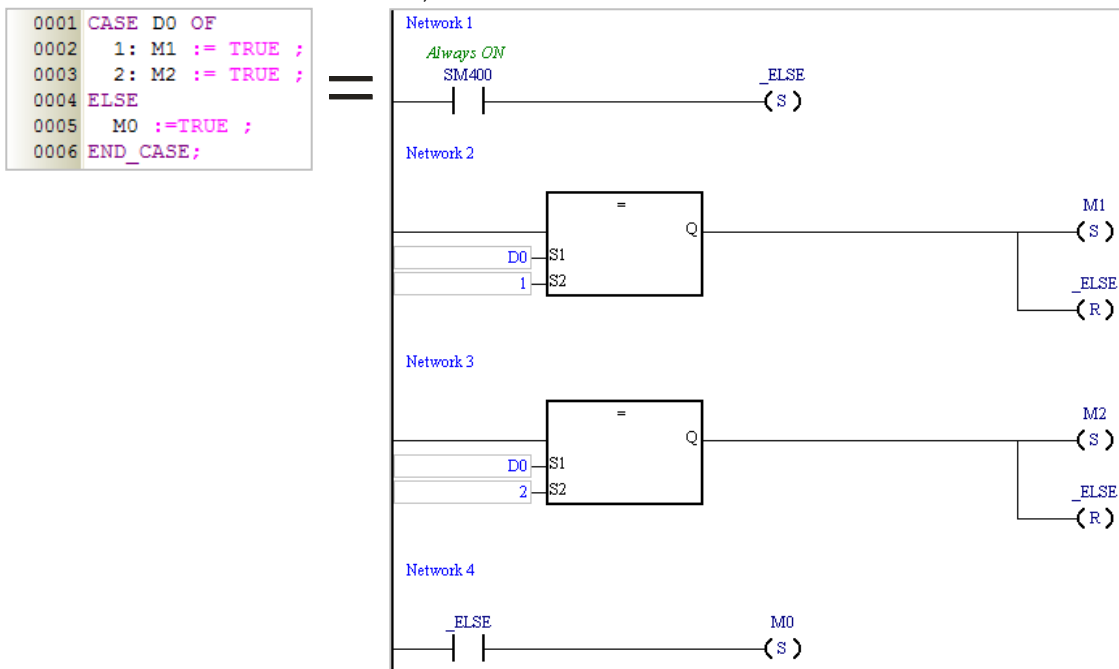 0001 CASE D0 OF
0002 1: M1 := TRUE ;
0003 2: M2 := TRUE ;
0004 ELSE
0005 M0 :=TRUE ;
0006 END_CASE;
=
Network 1
Always ON
SM400 _ELSE
S
Network 2
=
Q
M1
S
D0 S1
1 S2
_ELSE
R
Network 3
=
Q
M2
S
D0 S1
2 S2
_ELSE
R
Network 4
_ELSE M0
S